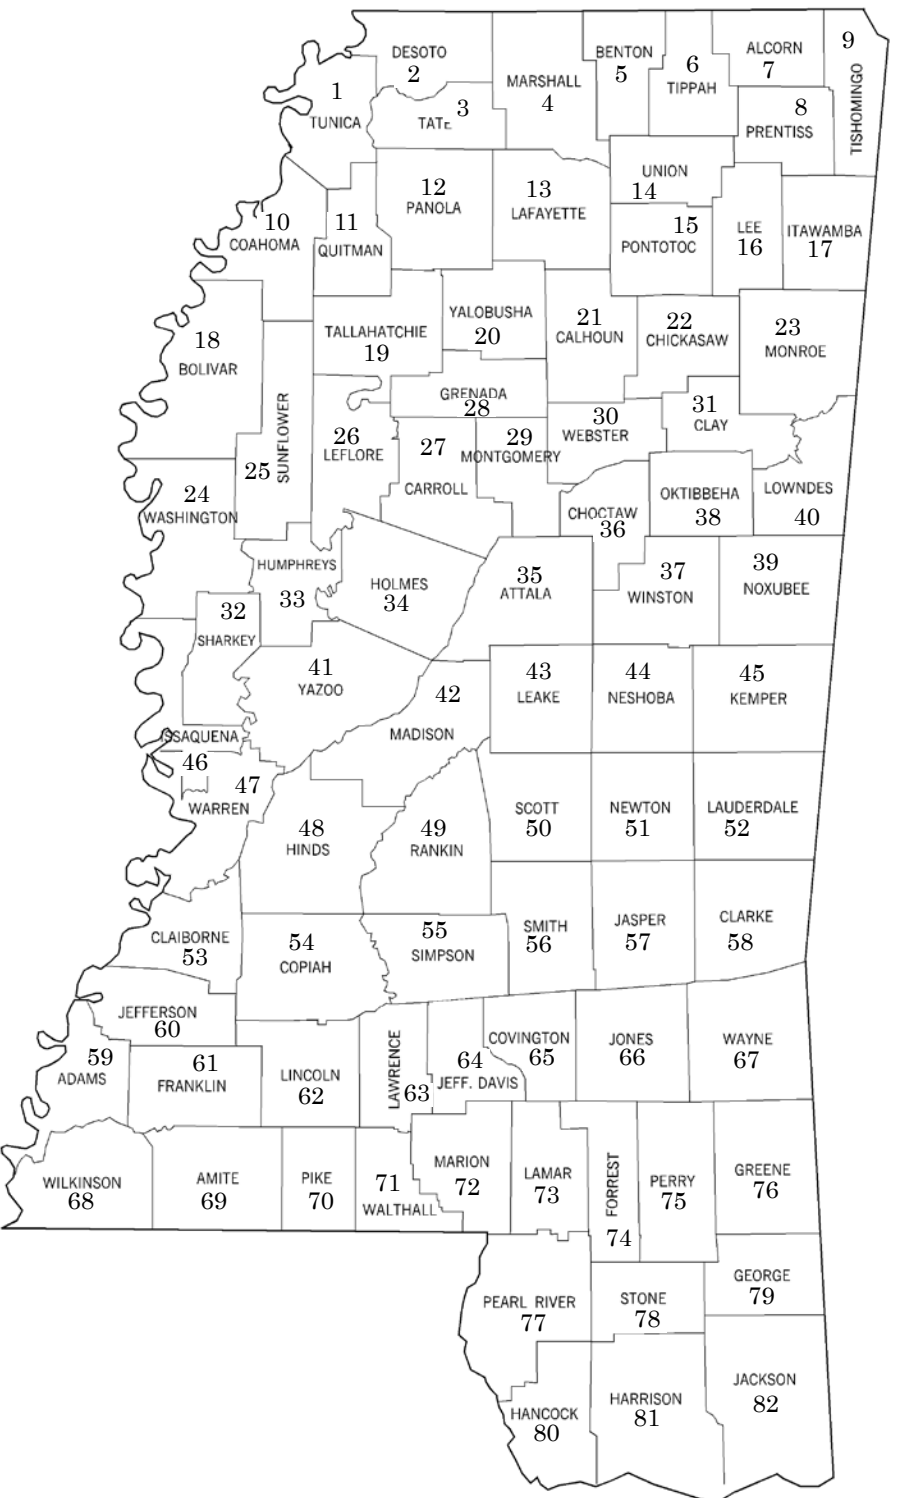 DESOTO
2
BENTON
5
6
TIPPAH
ALCORN
7
9
TISHOMINGO
1
TUNICA
3
TATE
MARSHALL
4
8
PRENTISS
UNION
14
12
PANOLA
13
LAFAYETTE
15
PONTOTOC
LEE
16
ITAWAMBA
17
10
COAHOMA
11
QUITMAN
18
BOLIVAR
TALLAHATCHIE
19
YALOBUSHA
20
21
CALHOUN
22
CHICKASAW
23
MONROE
SUNFLOWER
25
26
LEFLORE
GRENADA
28
27
CARROLL
29
MONTGOMERY
30
WEBSTER
31
CLAY
24
WASHINGTON
CHOCTAW
36
OKTIBBEHA
38
LOWNDES
40
HUMPHREYS
33
HOLMES
34
35
ATTALA
37
WINSTON
39
NOXUBEE
32
SHARKEY
41
YAZOO
42
MADISON
43
LEAKE
44
NESHOBA
45
KEMPER
ISSAQUENA
46
47
WARREN
48
HINDS
49
RANKIN
SCOTT
50
NEWTON
51
LAUDERDALE
52
CLAIBORNE
53
54
COPIAH
55
SIMPSON
SMITH
56
JASPER
57
CLARKE
58
JEFFERSON
60
59
ADAMS
61
FRANKLIN
LINCOLN
62
LAWRENCE
63
64
JEFF. DAVIS
COVINGTON
65
JONES
66
WAYNE
67
WILKINSON
68
AMITE
69
PIKE
70
71
WALTHALL
MARION
72
LAMAR
73
FORREST
74
PERRY
75
GREENE
76
PEARL RIVER
77
STONE
78
GEORGE
79
HANCOCK
80
HARRISON
81
JACKSON
82